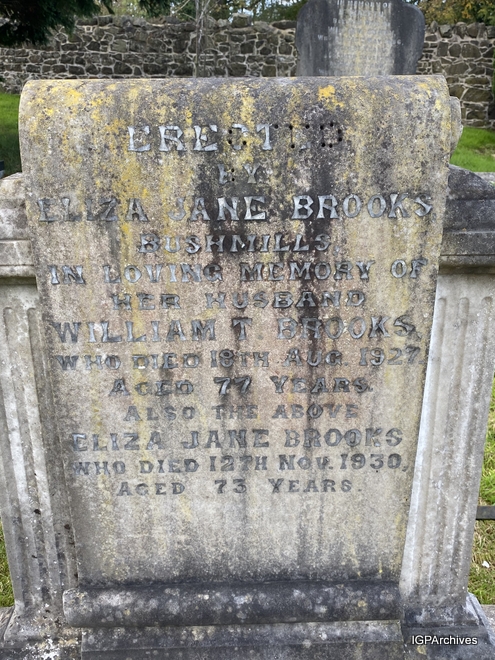 ERECTED
BY
ELIZA JANE BROOKS
BUSHMILLS.
IN LOVING MEMORY OF
HER HUSBAND
WILLIAM T. BROOKS,
WHO DIED 18TH AUG. 1927
AGED 77 YEARS.
ALSO THE ABOVE
ELIZA JANE BROOKS
WHO DIED 12TH NOV. 1930,
AGED 73 YEARS.
IGPArchives